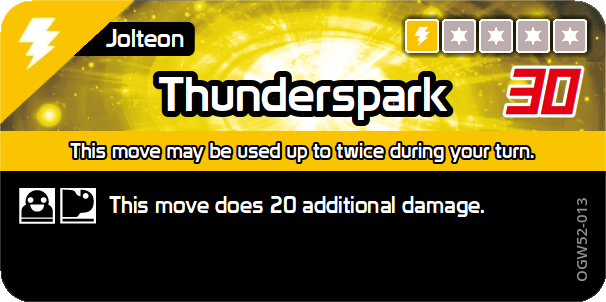 Jolteon
Thunderspark 30
This move may be used up to twice during your turn.
This move does 20 additional damage.
OGW52-013